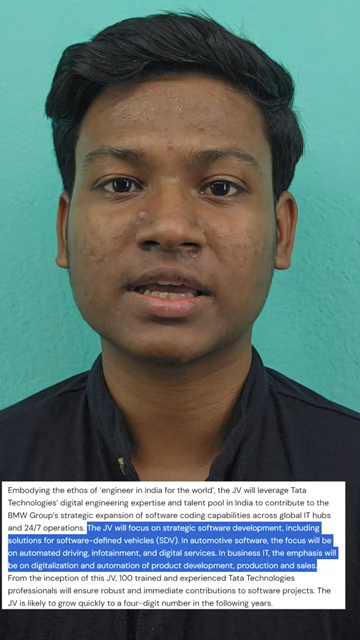 Embodying the ethos of 'engineer in India for the world', the JV will leverage Tata
Technologies' digital engineering expertise and talent pool in India to contribute to the
BMW Group's strategic expansion of software coding capabilities across global IT hubs
and 24/7 operations. The JV will focus on strategic software development, including
solutions for software-defined vehicles (SDV). In automotive software, the focus will be
on automated driving, infotainment, and digital services. In business IT, the emphasis will
be on digitalization and automation of product development, production and sales.
From the inception of this JV, 100 trained and experienced Tata Technologies
professionals will ensure robust and immediate contributions to software projects. The
JV is likely to grow quickly to a four-digit number in the following years.